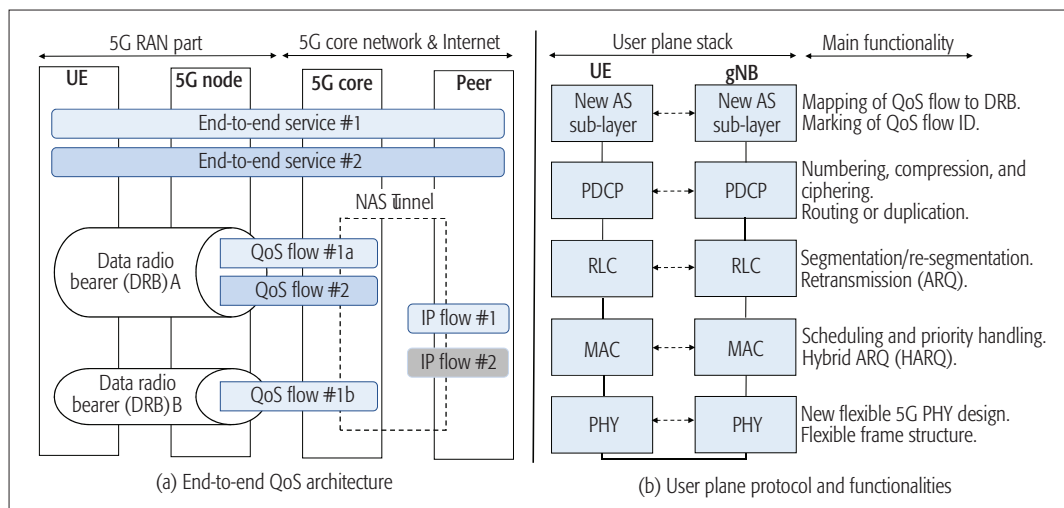 5G RAN part
5G core network & Internet
UE
5G node
5G core
Peer
End-to-end service #1
End-to-end service #2
NAS Tunnel
Data radio
bearer (DRB) A
QoS flow #1a
QoS flow #2
IP flow #1
IP flow #2
Data radio
bearer (DRB) B
QoS flow #1b
(a) End-to-end QoS architecture
User plane stack
Main functionality
UE
gNB
New AS
sub-layer
New AS
sub-layer
Mapping of QoS flow to DRB.
Marking of QoS flow ID.
PDCP
PDCP
Numbering, compression, and
ciphering.
Routing or duplication.
RLC
RLC
Segmentation/re-segmentation.
Retransmission (ARQ).
MAC
MAC
Scheduling and priority handling.
Hybrid ARQ (HARQ).
PHY
PHY
New flexible 5G PHY design.
Flexible frame structure.
(b) User plane protocol and functionalities